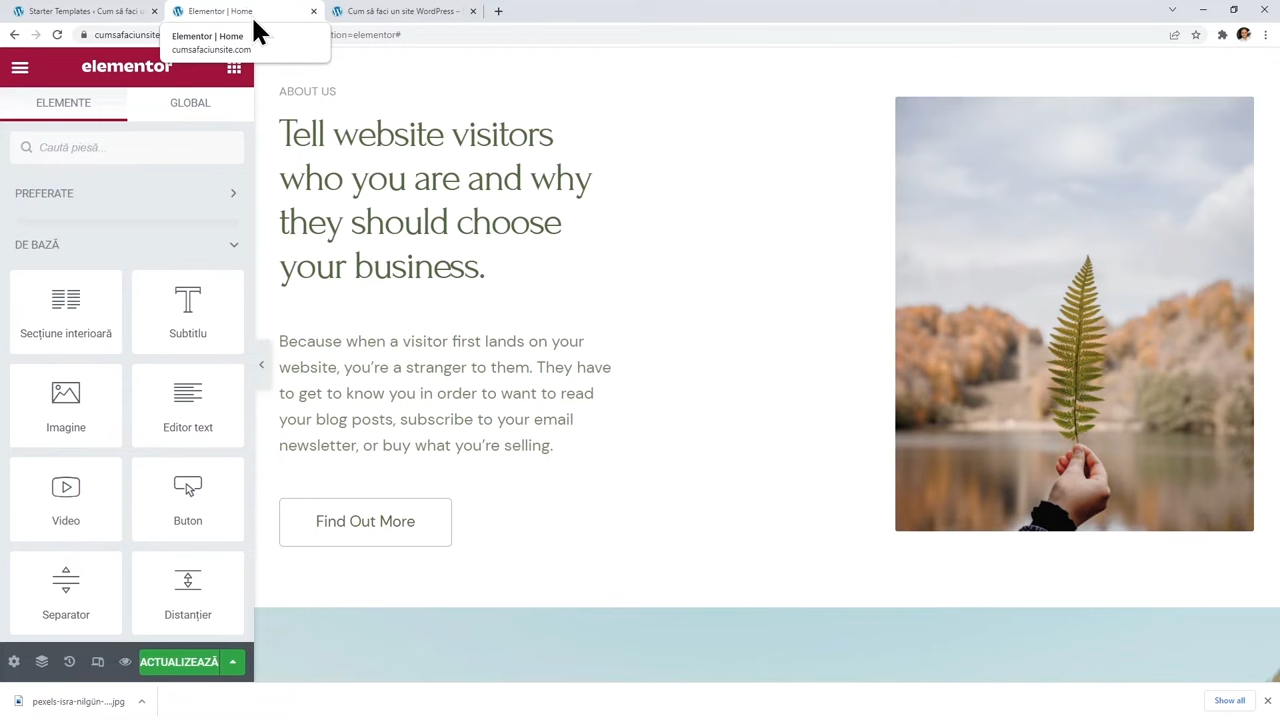 Starter Templates ‹ Cum să faci u
Elementor | Home
Cum să faci un site WordPress –
cumsafaciunsite.
tion=elementor#
Elementor | Home
cumsafaciunsite.com
elementor
ELEMENTE
GLOBAL
Caută piesă...
PREFERATE
DE BAZĂ
Secțiune interioară
Subtitlu
Imagine
Editor text
Video
Buton
Separator
Distanțier
ACTUALIZEAZĂ
ABOUT US
Tell website visitors
who you are and why
they should choose
your business.
Because when a visitor first lands on your
website, you’re a stranger to them. They have
to get to know you in order to want to read
your blog posts, subscribe to your email
newsletter, or buy what you’re selling.
Find Out More
pexels-isra-nilgün-....jpg
Show all